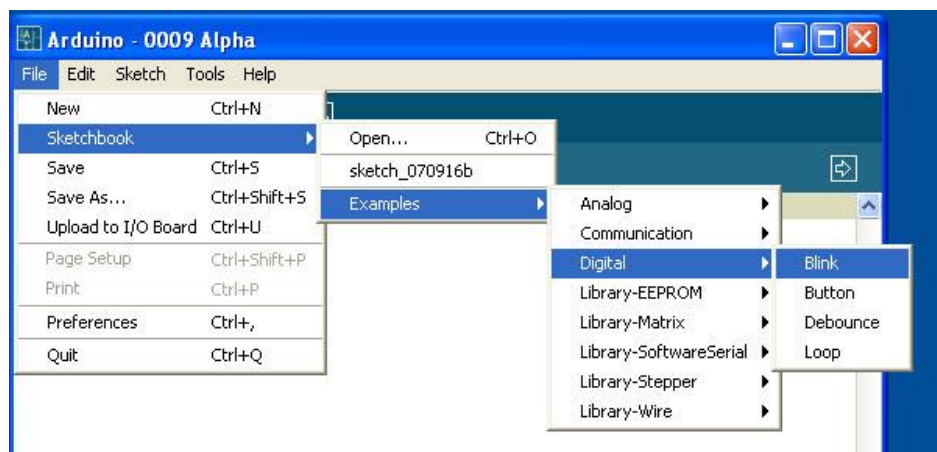 Arduino - 0009 Alpha
File Edit Sketch Tools Help
New Ctrl+N
Sketchbook
Save Ctrl+S
Save As... Ctrl+Shift+S
Upload to I/O Board Ctrl+U
Page Setup Ctrl+Shift+P
Print Ctrl+P
Preferences Ctrl+,
Quit Ctrl+Q
Open... Ctrl+O
sketch_070916b
Examples
Analog
Communication
Digital
Library-EEPROM
Library-Matrix
Library-SoftwareSerial
Library-Stepper
Library-Wire
Blink
Button
Debounce
Loop